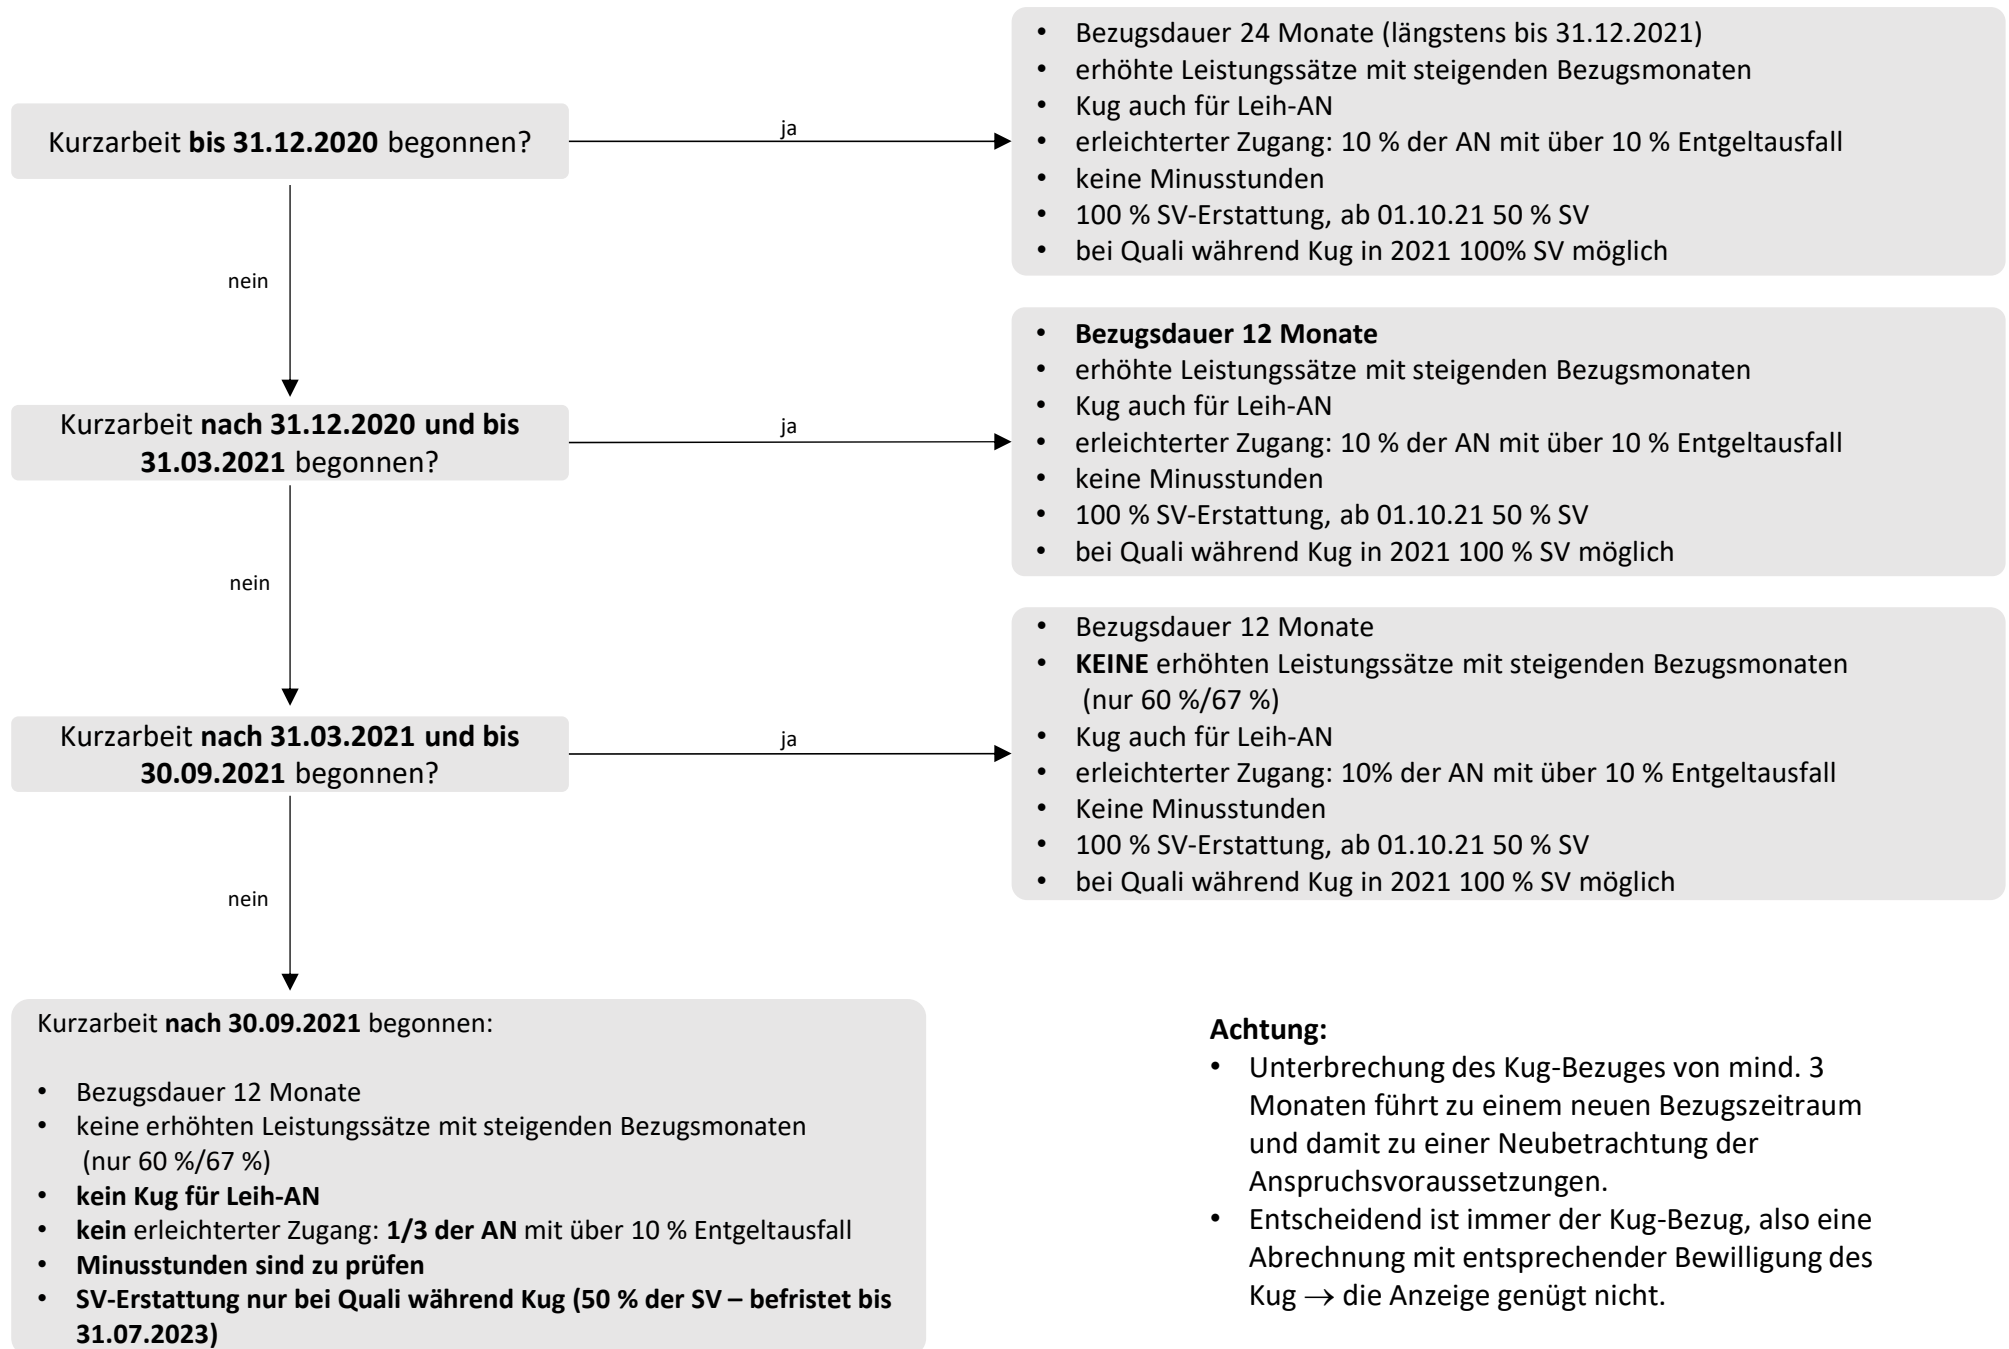 Kurzarbeit bis 31.12.2020 begonnen?
ja
• Bezugsdauer 24 Monate (längstens bis 31.12.2021)
• erhöhte Leistungssätze mit steigenden Bezugsmonaten
• Kug auch für Leih-AN
• erleichterter Zugang: 10 % der AN mit über 10 % Entgeltausfall
• keine Minusstunden
• 100 % SV-Erstattung, ab 01.10.21 50 % SV
• bei Quali während Kug in 2021 100% SV möglich
nein
Kurzarbeit nach 31.12.2020 und bis
31.03.2021 begonnen?
ja
• Bezugsdauer 12 Monate
• erhöhte Leistungssätze mit steigenden Bezugsmonaten
• Kug auch für Leih-AN
• erleichterter Zugang: 10 % der AN mit über 10 % Entgeltausfall
• keine Minusstunden
• 100 % SV-Erstattung, ab 01.10.21 50 % SV
• bei Quali während Kug in 2021 100 % SV möglich
nein
Kurzarbeit nach 31.03.2021 und bis
30.09.2021 begonnen?
ja
• Bezugsdauer 12 Monate
• KEINE erhöhten Leistungssätze mit steigenden Bezugsmonaten
(nur 60 %/67 %)
• Kug auch für Leih-AN
• erleichterter Zugang: 10% der AN mit über 10 % Entgeltausfall
• Keine Minusstunden
• 100 % SV-Erstattung, ab 01.10.21 50 % SV
• bei Quali während Kug in 2021 100 % SV möglich
nein
Kurzarbeit nach 30.09.2021 begonnen:
• Bezugsdauer 12 Monate
• keine erhöhten Leistungssätze mit steigenden Bezugsmonaten
(nur 60 %/67 %)
• kein Kug für Leih-AN
• kein erleichterter Zugang: 1/3 der AN mit über 10 % Entgeltausfall
• Minusstunden sind zu prüfen
• SV-Erstattung nur bei Quali während Kug (50 % der SV – befristet bis
31.07.2023)
Achtung:
• Unterbrechung des Kug-Bezuges von mind. 3
Monaten führt zu einem neuen Bezugszeitraum
und damit zu einer Neubetrachtung der
Anspruchsvoraussetzungen.
• Entscheidend ist immer der Kug-Bezug, also eine
Abrechnung mit entsprechender Bewilligung des
Kug → die Anzeige genügt nicht.